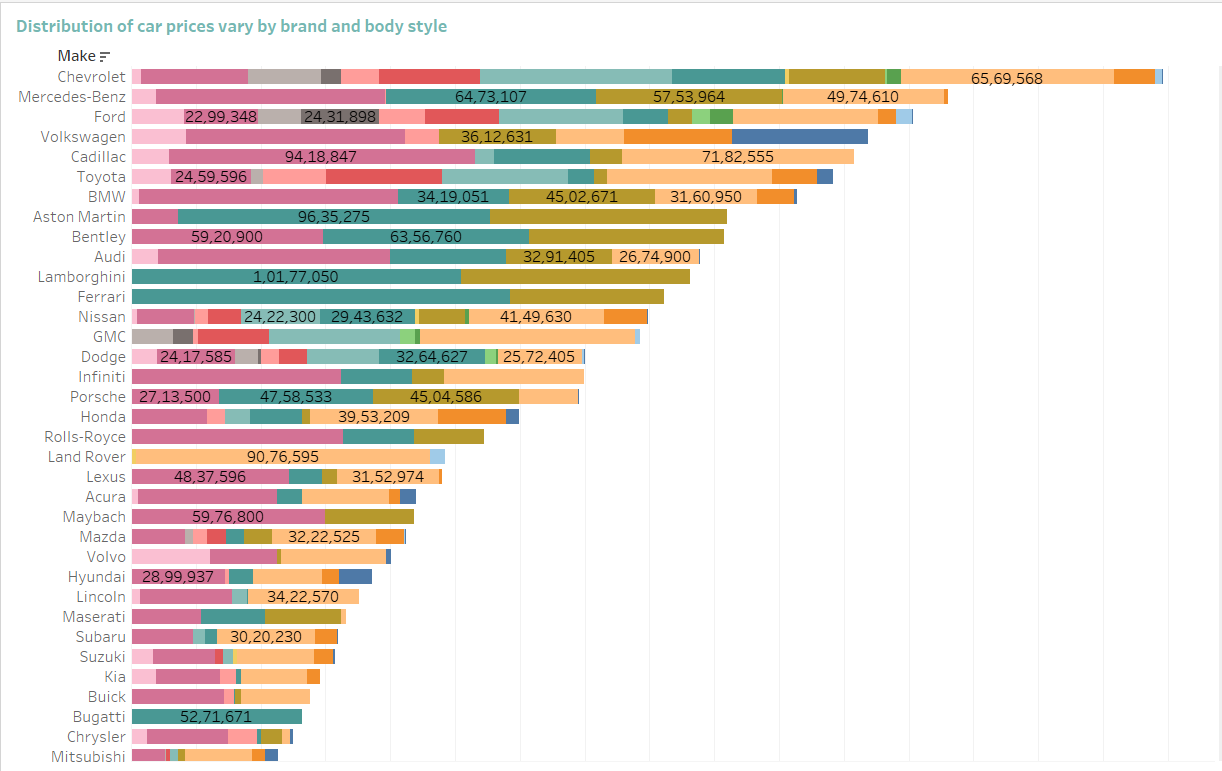 Distribution of car prices vary by brand and body style
Make
Chevrolet 65,69,568
Mercedes-Benz 64,73,107 57,53,964 49,74,610
Ford 22,99,348 24,31,898
Volkswagen 36,12,631
Cadillac 94,18,847 71,82,555
Toyota 24,59,596
BMW 34,19,051 45,02,671 31,60,950
Aston Martin 96,35,275
Bentley 59,20,900 63,56,760
Audi 32,91,405 26,74,900
Lamborghini 1,01,77,050
Ferrari
Nissan 24,22,300 29,43,632 41,49,630
GMC
Dodge 24,17,585 32,64,627 25,72,405
Infiniti
Porsche 27,13,500 47,58,533 45,04,586
Honda 39,53,209
Rolls-Royce
Land Rover 90,76,595
Lexus 48,37,596 31,52,974
Acura
Maybach 59,76,800
Mazda 32,22,525
Volvo
Hyundai 28,99,937
Lincoln 34,22,570
Maserati
Subaru 30,20,230
Suzuki
Kia
Buick
Bugatti 52,71,671
Chrysler
Mitsubishi